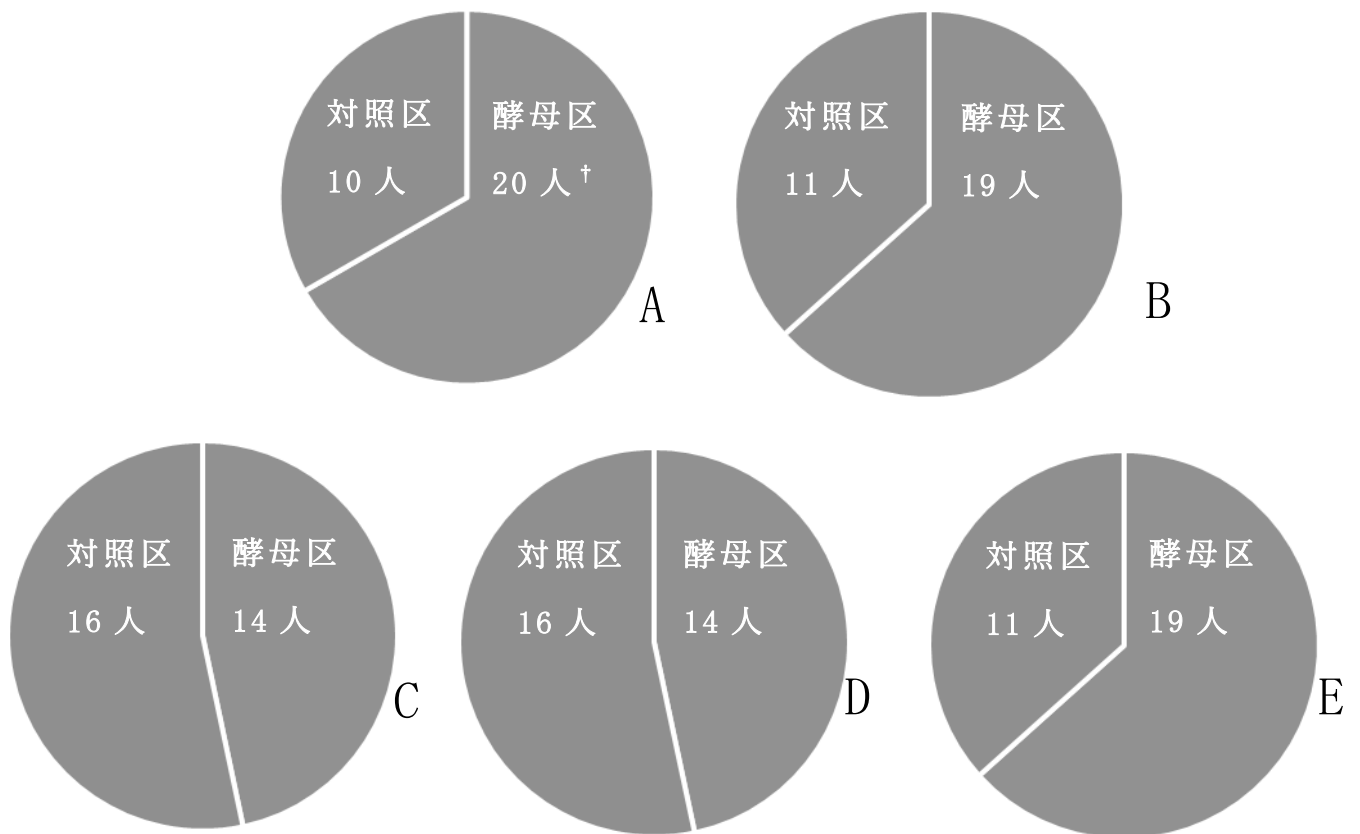 対照区
10 人
酵母区
20 人†
A
対照区
11 人
酵母区
19 人
B
対照区
16 人
酵母区
14 人
C
対照区
16 人
酵母区
14 人
D
対照区
11 人
酵母区
19 人
E